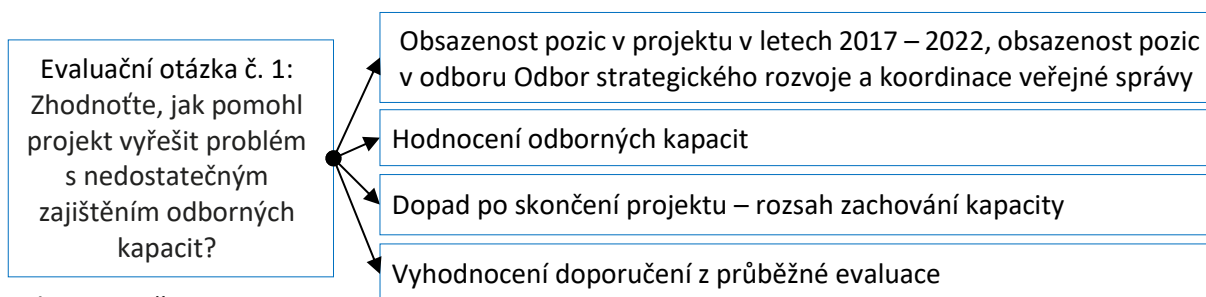 Evaluační otázka č. 1:
Zhodnoťte, jak pomohl
projekt vyřešit problém
s nedostatečným
zajištěním odborných
kapacit?
Obsazenost pozic v projektu v letech 2017 – 2022, obsazenost pozic
v odboru Odbor strategického rozvoje a koordinace veřejné správy
Hodnocení odborných kapacit
Dopad po skončení projektu – rozsah zachování kapacity
Vyhodnocení doporučení z průběžné evaluace